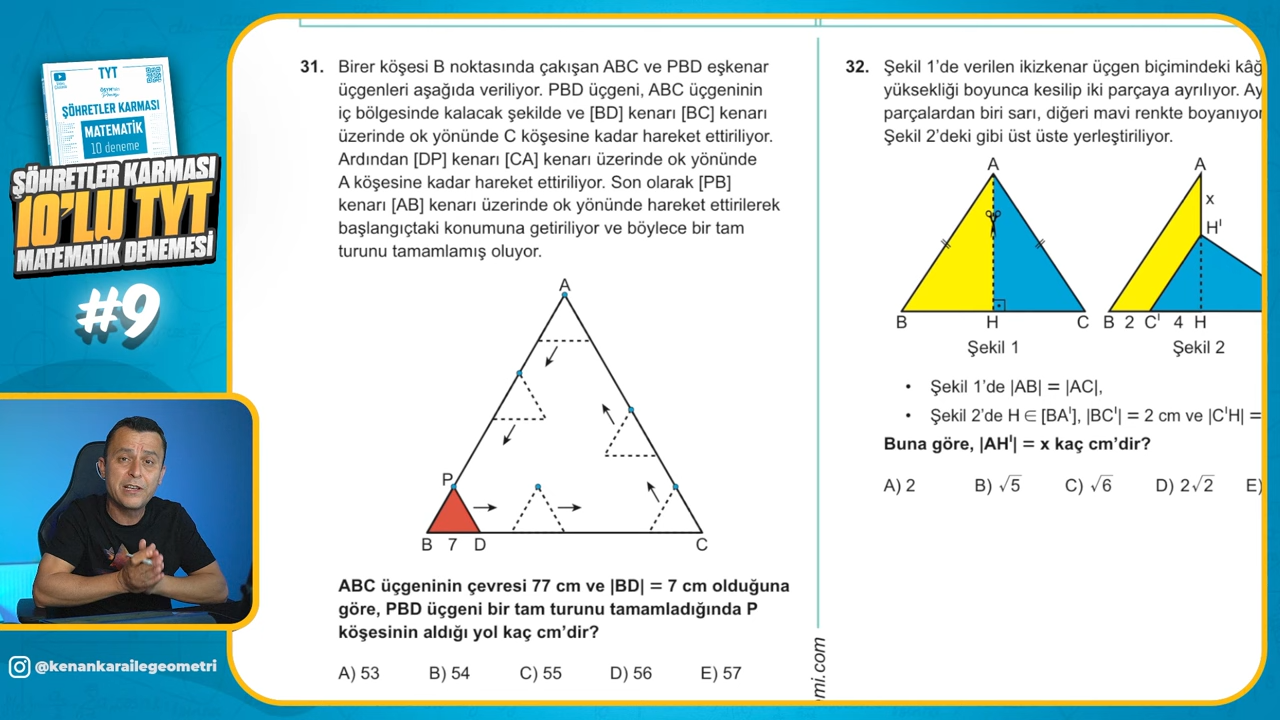 TYT
ŞÖHRETLER KARMASI
MATEMATİK
10 deneme
ŞÖHRETLER KARMASI
10'LU TYT
MATEMATİK DENEMESİ
#9
@kenankarailegeometri
31. Birer köşesi B noktasında çakışan ABC ve PBD eşkenar
üçgenleri aşağıda veriliyor. PBD üçgeni, ABC üçgeninin
iç bölgesinde kalacak şekilde ve [BD] kenarı [BC] kenarı
üzerinde ok yönünde C köşesine kadar hareket ettiriliyor.
Ardından [DP] kenarı [CA] kenarı üzerinde ok yönünde
A köşesine kadar hareket ettiriliyor. Son olarak [PB]
kenarı [AB] kenarı üzerinde ok yönünde hareket ettirilerek
başlangıçtaki konumuna getiriliyor ve böylece bir tam
turunu tamamlamış oluyor.
A
P
B 7 D C
ABC üçgeninin çevresi 77 cm ve |BD| = 7 cm olduğuna
göre, PBD üçgeni bir tam turunu tamamladığında P
köşesinin aldığı yol kaç cm'dir?
A) 53 B) 54 C) 55 D) 56 E) 57
mi.com
32. Şekil 1'de verilen ikizkenar üçgen biçimindeki kâğ
yüksekliği boyunca kesilip iki parçaya ayrılıyor. Ay
parçalardan biri sarı, diğeri mavi renkte boyanıyor
Şekil 2'deki gibi üst üste yerleştiriliyor.
A A
x
H'
B H C B 2 C' 4 H
Şekil 1 Şekil 2
• Şekil 1'de |AB| = |AC|,
• Şekil 2'de H ∈ [BA'], |BC'| = 2 cm ve |C'H| =
Buna göre, |AH'| = x kaç cm'dir?
A) 2 B) √5 C) √6 D) 2√2 E)